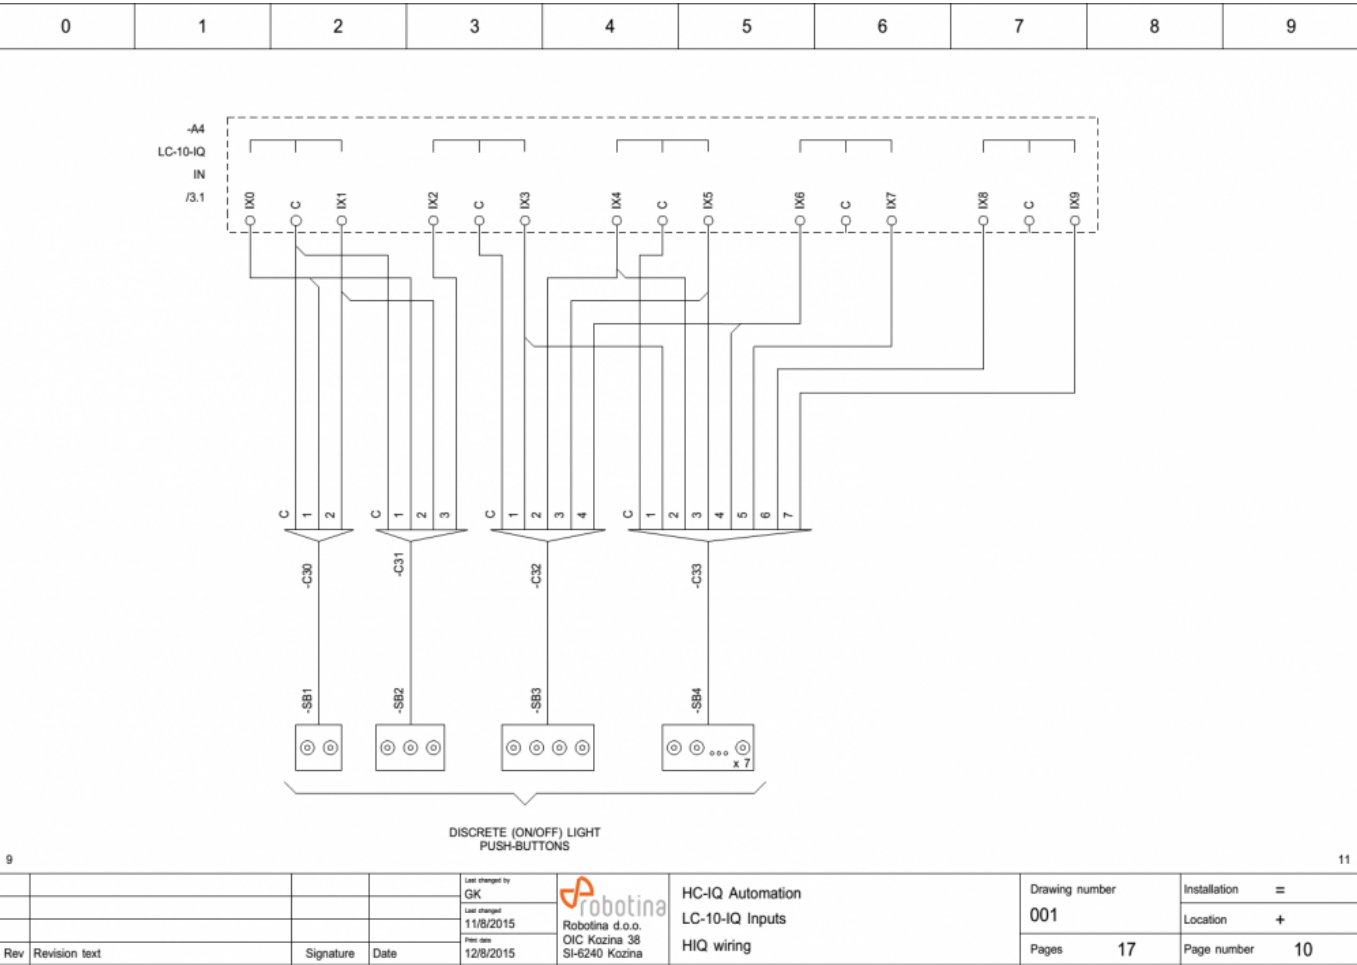 0 1 2 3 4 5 6 7 8 9
-A4
LC-10-IQ
IN
/3.1
IX0 C IX1 IX2 C IX3 IX4 C IX5 IX6 C IX7 IX8 C IX9
C 1 2 C 1 2 3 C 1 2 3 4 C 1 2 3 4 5 6 7
-C30 -C31 -C32 -C33
-SB1 -SB2 -SB3 -SB4
x 7
DISCRETE (ON/OFF) LIGHT
PUSH-BUTTONS
9 11
Last changed by
GK
Last changed
11/8/2015
Print date
12/8/2015
Rev Revision text Signature Date
robotina
Robotina d.o.o.
OIC Kozina 38
SI-6240 Kozina
HC-IQ Automation
LC-10-IQ Inputs
HIQ wiring
Drawing number
001
Pages 17
Installation =
Location +
Page number 10